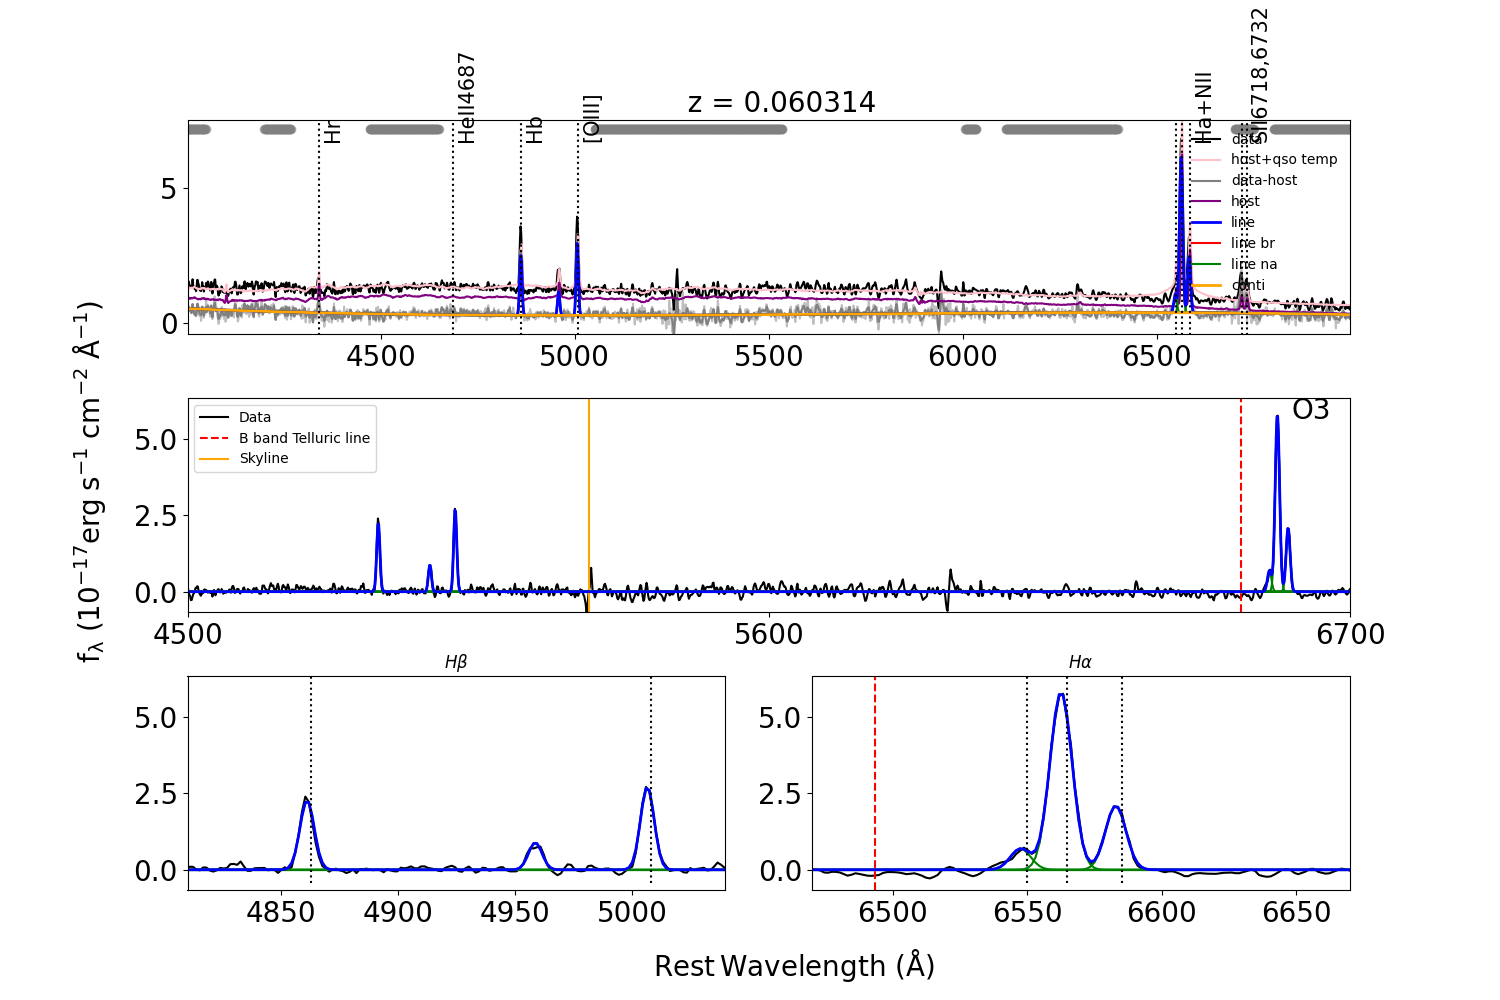 z = 0.060314
Hr
HeII4687
Hb
[OIII]
Ha+NII
SII6718,6732
data
host+qso temp
data-host
host
line
line br
line na
conti
5
0
4500
5000
5500
6000
6500
fλ (10⁻¹⁷erg s⁻¹ cm⁻² Å⁻¹)
Data
B band Telluric line
Skyline
O3
5.0
2.5
0.0
4500
5600
6700
Hβ
5.0
2.5
0.0
4850
4900
4950
5000
Hα
5.0
2.5
0.0
6500
6550
6600
6650
Rest Wavelength (Å)